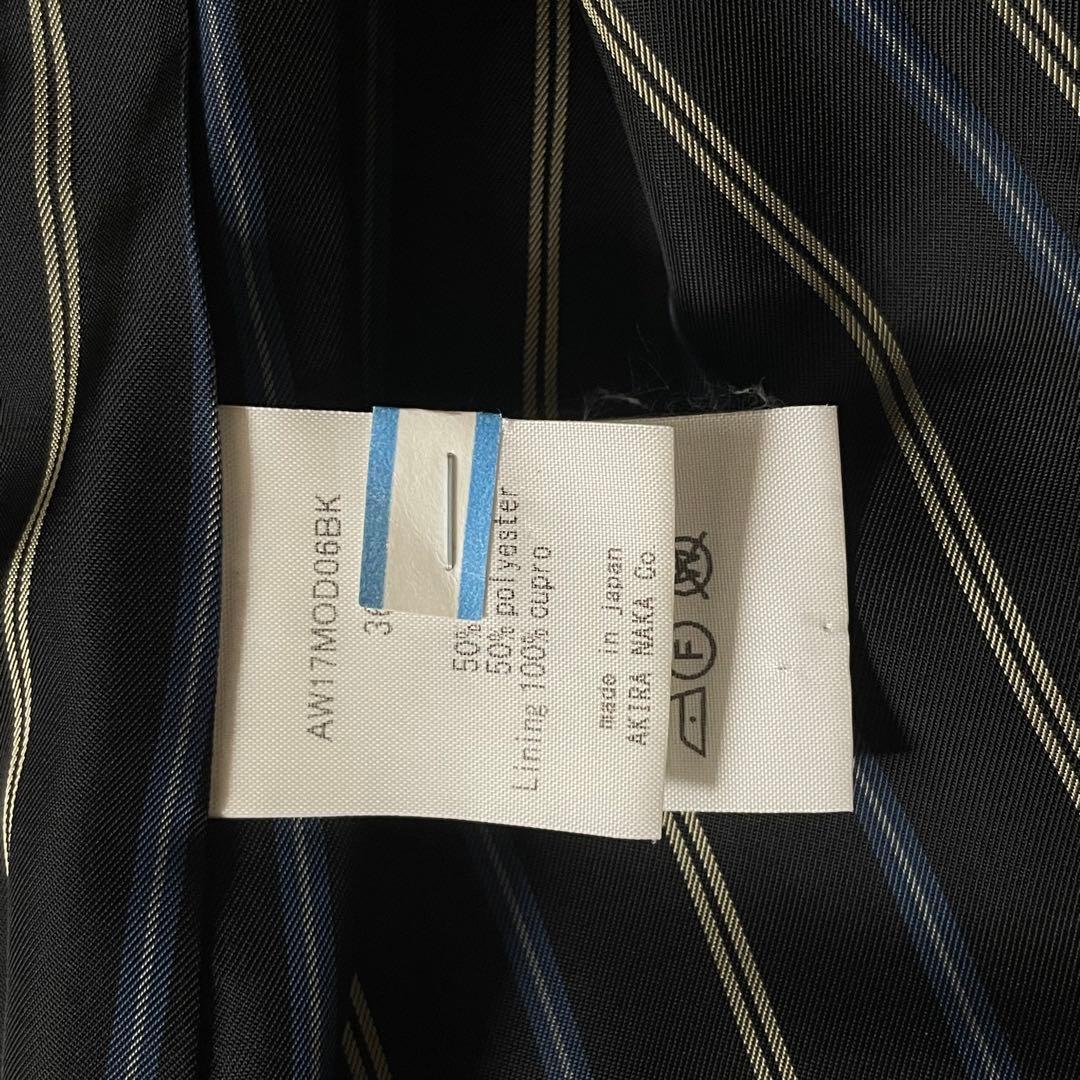 AW17MOD06BK
50%
50% polyester
Lining 100% cupro
made in japan
AKIRA NAKA Co
F